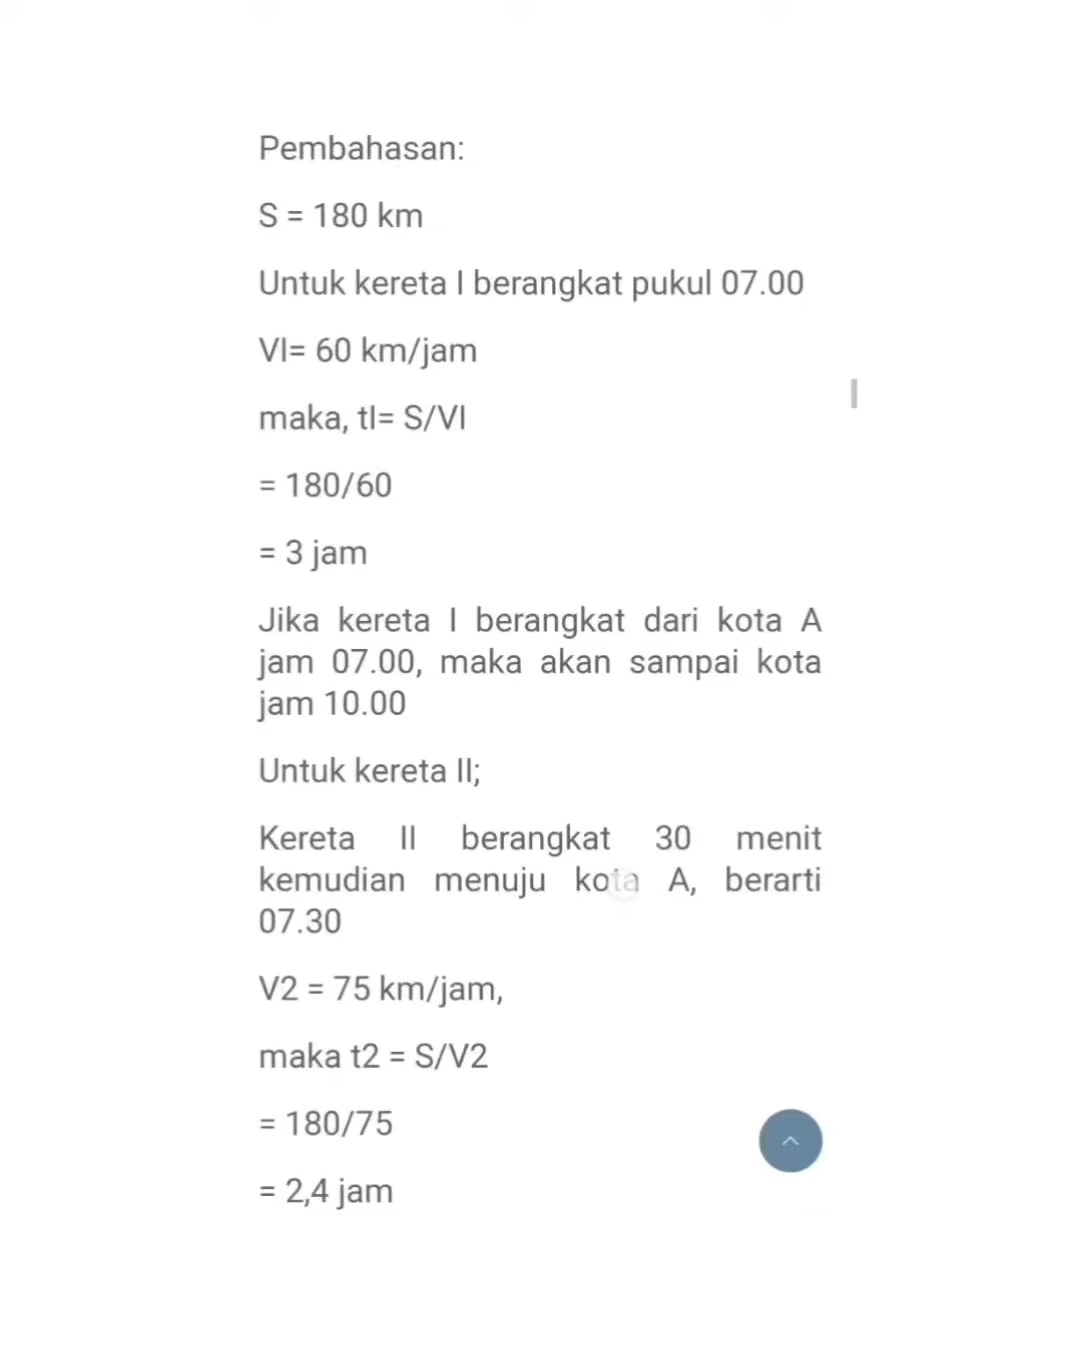 Pembahasan:
S = 180 km
Untuk kereta I berangkat pukul 07.00
VI= 60 km/jam
maka, tI= S/VI
= 180/60
= 3 jam
Jika kereta I berangkat dari kota A
jam 07.00, maka akan sampai kota
jam 10.00
Untuk kereta II;
Kereta II berangkat 30 menit
kemudian menuju kota A, berarti
07.30
V2 = 75 km/jam,
maka t2 = S/V2
= 180/75
= 2,4 jam